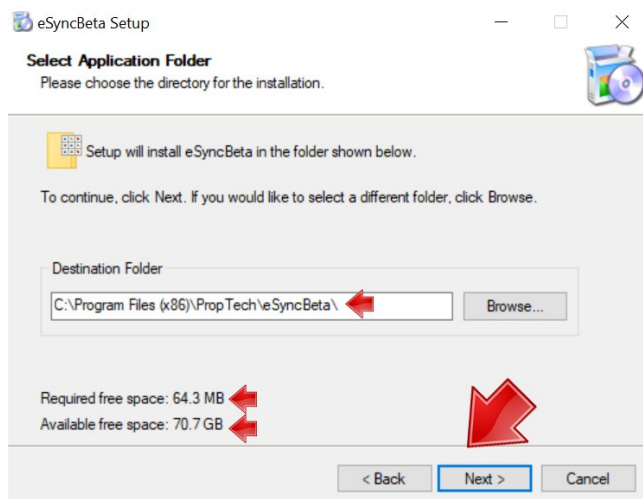 eSyncBeta Setup
Select Application Folder
Please choose the directory for the installation.
Setup will install eSyncBeta in the folder shown below.
To continue, click Next. If you would like to select a different folder, click Browse.
Destination Folder
C:\Program Files (x86)\PropTech\eSyncBeta\
Browse...
Required free space: 64.3 MB
Available free space: 70.7 GB
< Back
Next >
Cancel